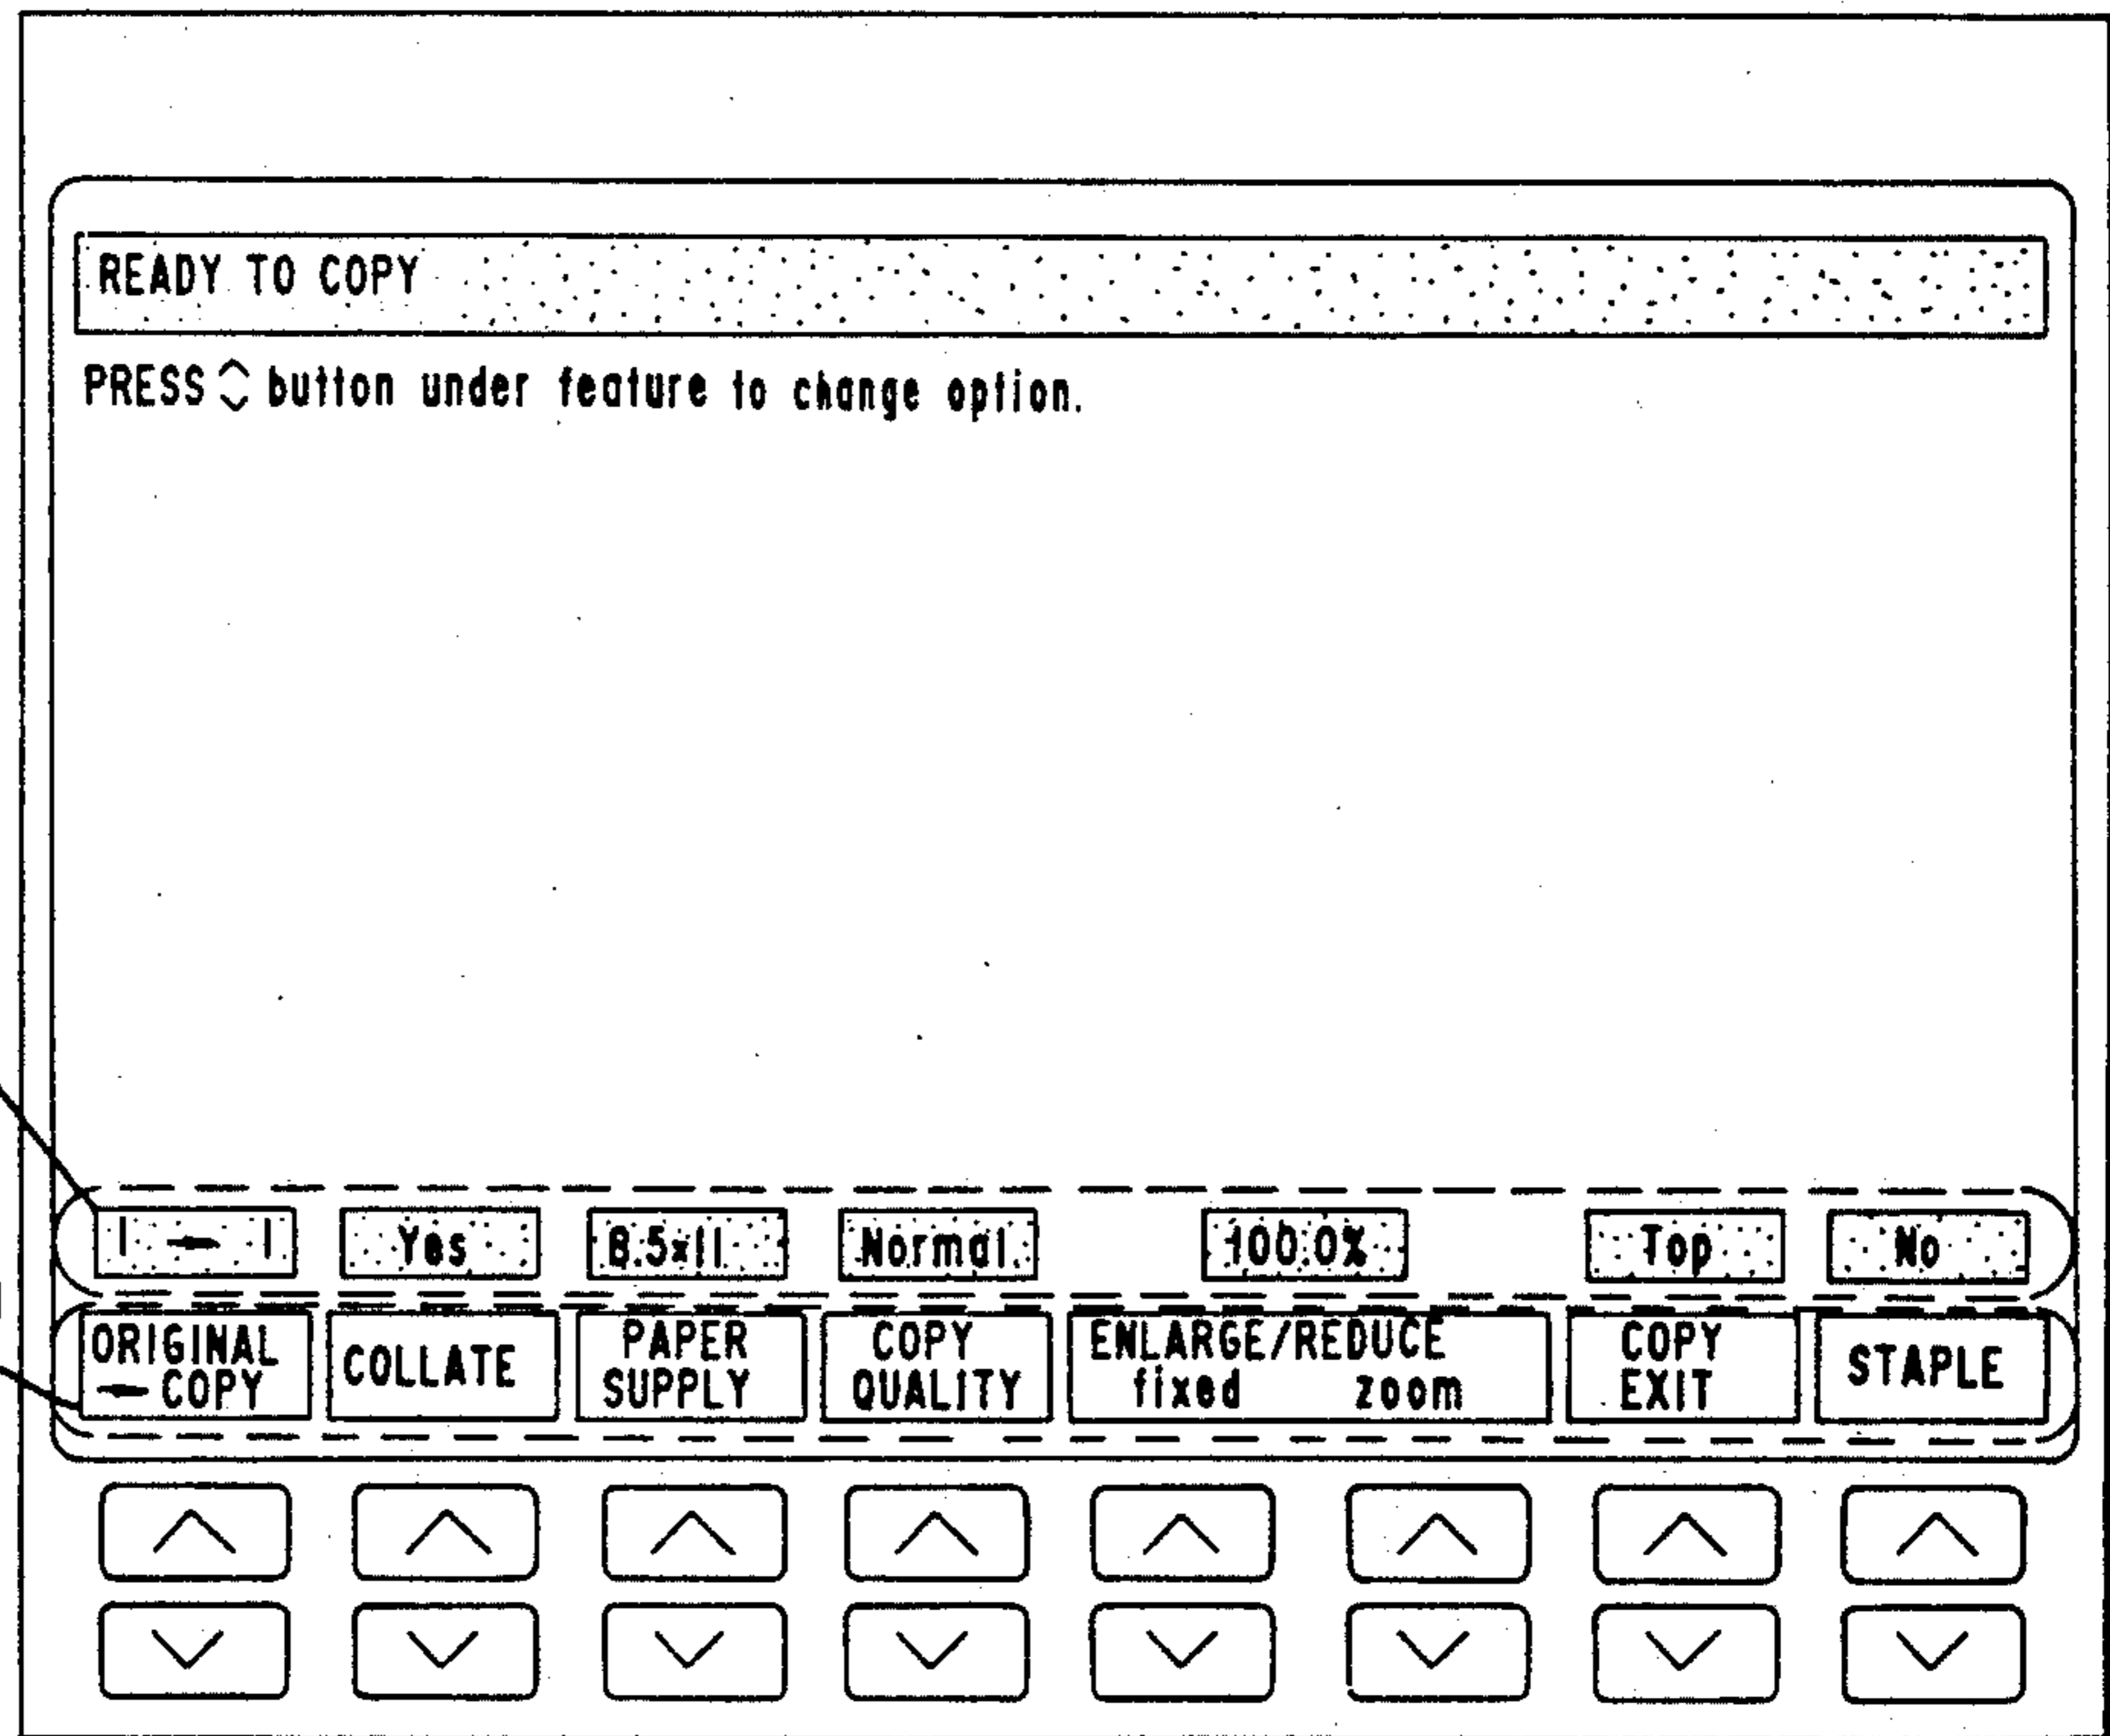 READY TO COPY
PRESS button under feature to change option.
1 → 1
Yes
8.5x11
Normal
100.0%
Top
No
ORIGINAL
→ COPY
COLLATE
PAPER
SUPPLY
COPY
QUALITY
ENLARGE/REDUCE
fixed zoom
COPY
EXIT
STAPLE